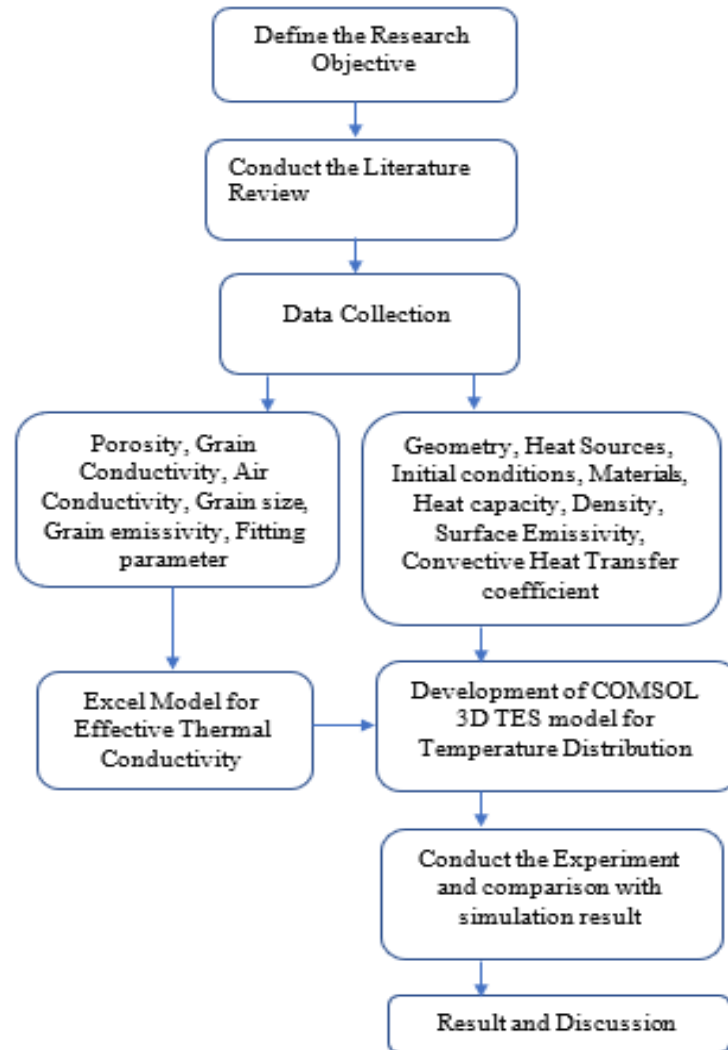 Define the Research
Objective
Conduct the Literature
Review
Data Collection
Porosity, Grain
Conductivity, Air
Conductivity, Grain size,
Grain emissivity, Fitting
parameter
Geometry, Heat Sources,
Initial conditions, Materials,
Heat capacity, Density,
Surface Emissivity,
Convective Heat Transfer
coefficient
Excel Model for
Effective Thermal
Conductivity
Development of COMSOL
3D TES model for
Temperature Distribution
Conduct the Experiment
and comparison with
simulation result
Result and Discussion